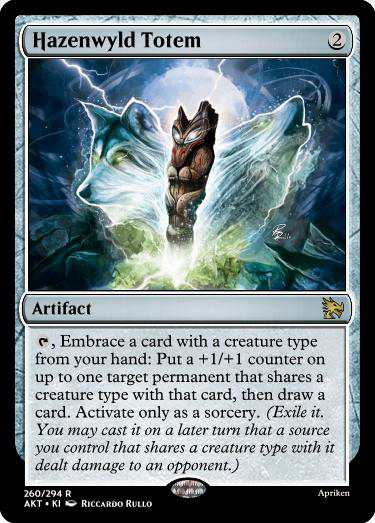 Hazenwyld Totem 2
Artifact
, Embrace a card with a creature type
from your hand: Put a +1/+1 counter on
up to one target permanent that shares a
creature type with that card, then draw a
card. Activate only as a sorcery. (Exile it.
You may cast it on a later turn that a source
you control that shares a creature type with it
dealt damage to an opponent.)
260/294 R
Apriken
AKT • KI Riccardo Rullo